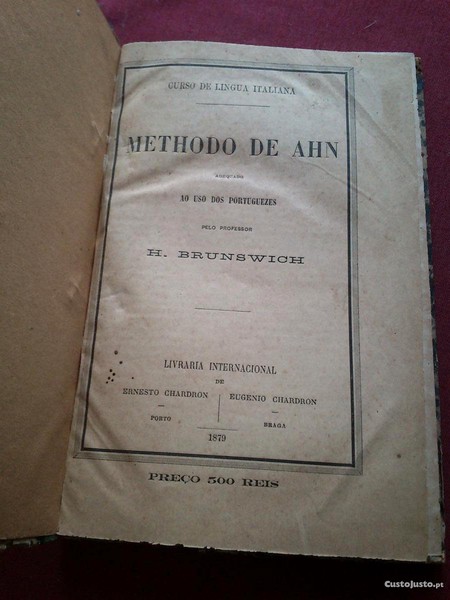 CURSO DE LINGUA ITALIANA
METHODO DE AHN
ADEQUADO
AO USO DOS PORTUGUEZES
PELO PROFESSOR
H. BRUNSWICH
LIVRARIA INTERNACIONAL
DE
ERNESTO CHARDRON
PORTO
EUGENIO CHARDRON
BRAGA
1879
PREÇO 500 REIS
CustoJusto.pt